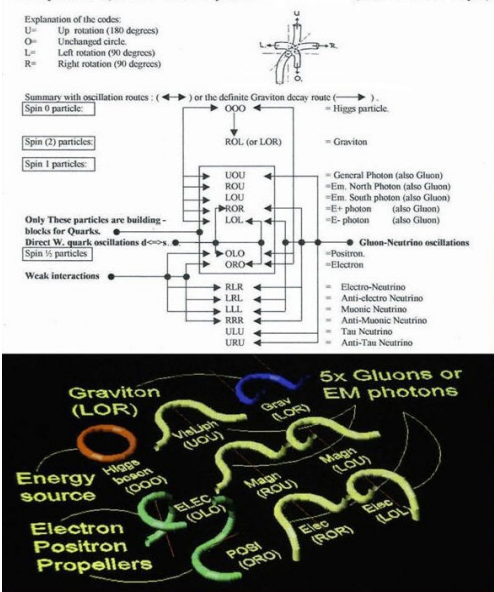 Explanation of the codes:
U= Up rotation (180 degrees)
O= Unchanged circle.
L= Left rotation (90 degrees)
R= Right rotation (90 degrees)
U
L
R
O
Summary with oscillation routes : ( ) or the definite Graviton decay route ( ) .
Spin 0 particle: OOO = Higgs particle.
Spin (2) particles: ROL (or LOR) = Graviton
Spin 1 particles:
UOU = General Photon (also Gluon)
ROU =Em. North Photon (also Gluon)
LOU =Em. South photon (also Gluon)
ROR =E+ photon (also Gluon)
Only These particles are building - LOL =E- photon (also Gluon)
blocks for Quarks.
Direct W. quark oscillations d<=>s. Gluon-Neutrino oscillations
Spin ½ particles OLO =Positron.
ORO =Electron
Weak interactions
RLR = Electro-Neutrino
LRL = Anti-electro Neutrino
LLL = Muonic Neutrino
RRR = Anti-Muonic Neutrino
ULU = Tau Neutrino
URU = Anti-Tau Neutrino
5x Gluons or
EM photons
Graviton
(LOR)
Grav
(LOR)
VisLiph
(UOU)
Magn
(LOU)
Higgs
bcscn
(OOO)
Energy
source
Magn
(ROU)
ELEC
(OLO)
Elec
(LOL)
Elec
(ROR)
Electron
Positron
Propellers
POSI
(ORO)